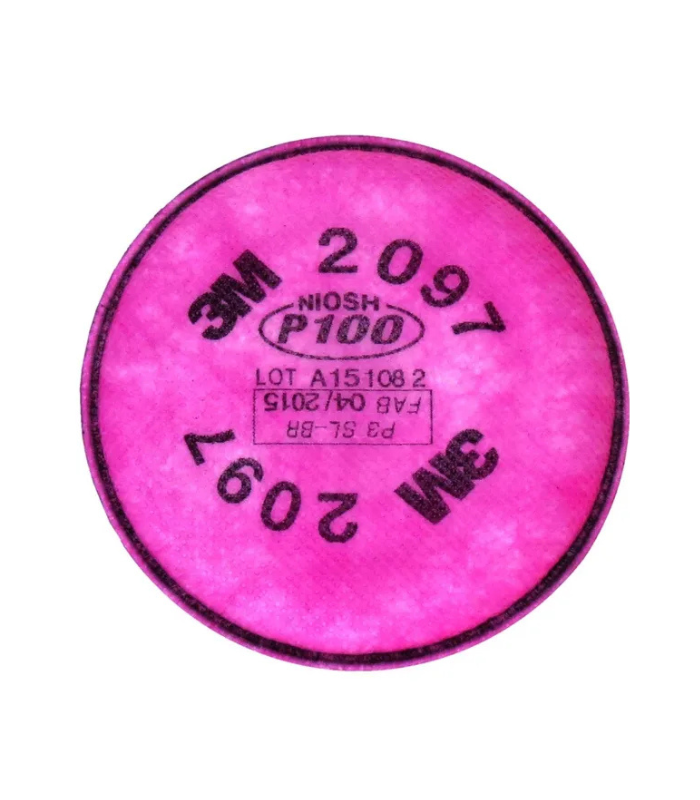 3M 2097
NIOSH
P100
LOT A15108 2
P3 SL-BR
FAB 04/2015
3M 2097